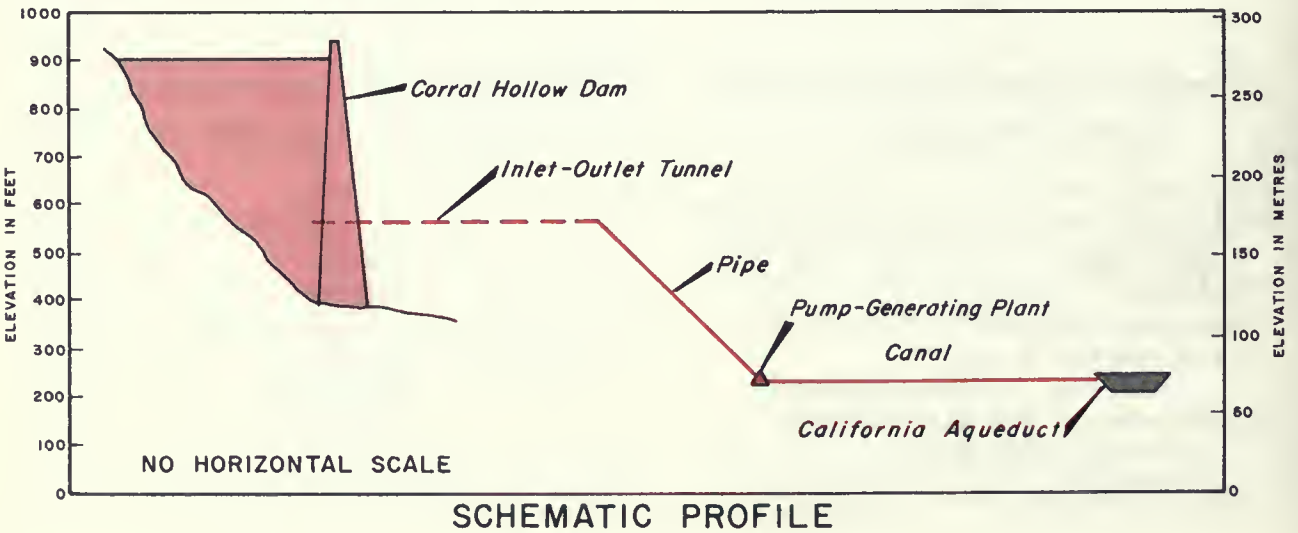 1000
900
800
700
600
500
400
300
200
100
0
ELEVATION IN FEET
Corral Hollow Dam
Inlet-Outlet Tunnel
Pipe
Pump-Generating Plant
Canal
California Aqueduct
NO HORIZONTAL SCALE
300
250
200
150
100
50
0
ELEVATION IN METRES
SCHEMATIC PROFILE